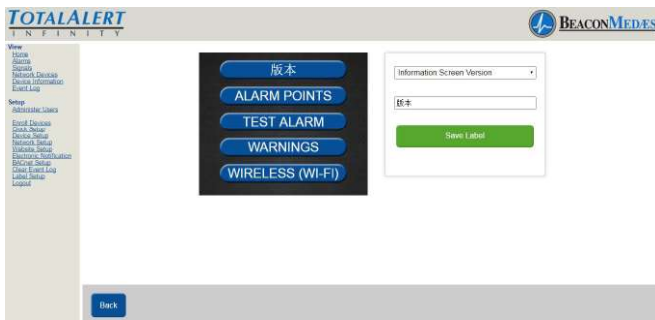 TOTALALERT
INFINITY
BEACONMEDÆS
View
Home
Alarms
Signals
Network Devices
Device Information
Event Log
Setup
Administer Users
Enroll Devices
Quick Setup
Device Setup
Network Setup
Website Setup
Electronic Notification
BACnet Setup
Clear Event Log
Label Setup
Logout
版本
ALARM POINTS
TEST ALARM
WARNINGS
WIRELESS (WI-FI)
Information Screen Version
版本
Save Label
Back